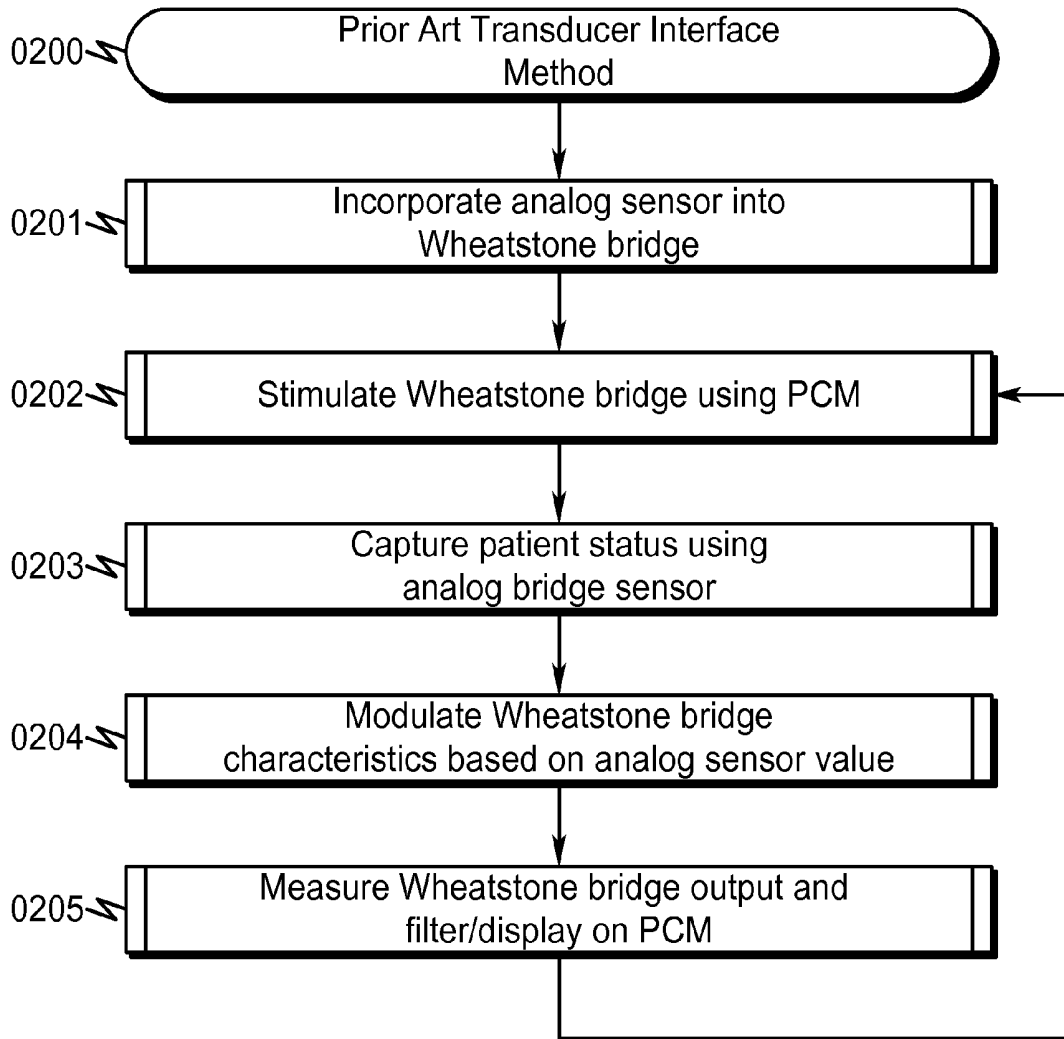 0200
Prior Art Transducer Interface
Method
0201
Incorporate analog sensor into
Wheatstone bridge
0202
Stimulate Wheatstone bridge using PCM
0203
Capture patient status using
analog bridge sensor
0204
Modulate Wheatstone bridge
characteristics based on analog sensor value
0205
Measure Wheatstone bridge output and
filter/display on PCM